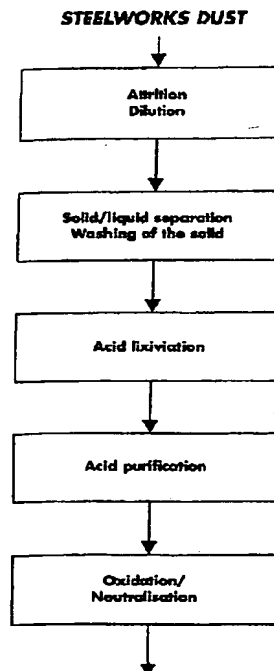 STEELWORKS DUST
Attrition
Dilution
Solid/liquid separation
Washing of the solid
Acid lixiviation
Acid purification
Oxidation/
Neutralisation